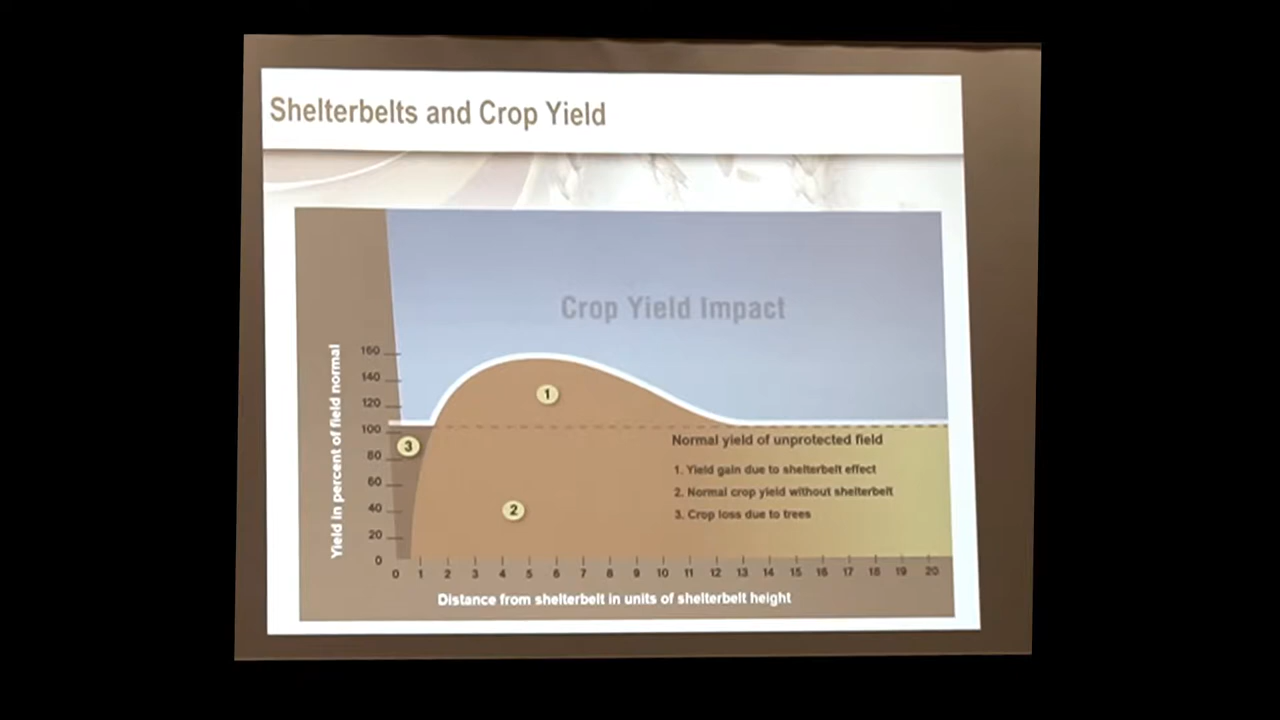 Shelterbelts and Crop Yield
Crop Yield Impact
Yield in percent of field normal
160
140
120
100
80
60
40
20
0
1
3
2
Normal yield of unprotected field
1. Yield gain due to shelterbelt effect
2. Normal crop yield without shelterbelt
3. Crop loss due to trees
0 1 2 3 4 5 6 7 8 9 10 11 12 13 14 15 16 17 18 19 20
Distance from shelterbelt in units of shelterbelt height